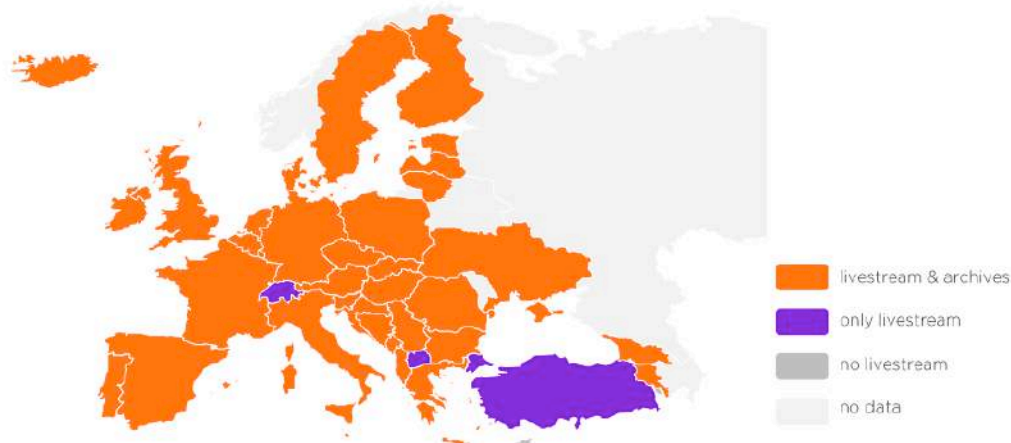 livestream & archives
only livestream
no livestream
no data